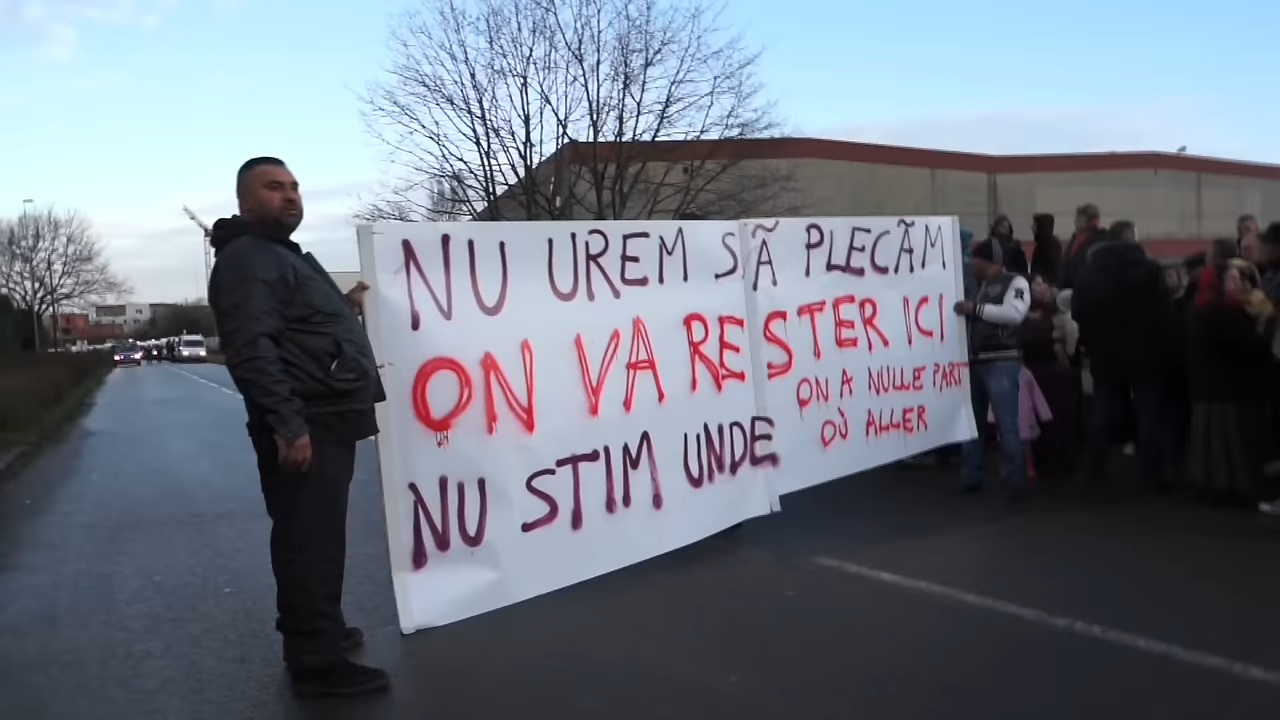 NU UREM SĂ PLECĂM
ON VA RESTER ICI
NU STIM UNDE
ON A NULLE PART
OÙ ALLER